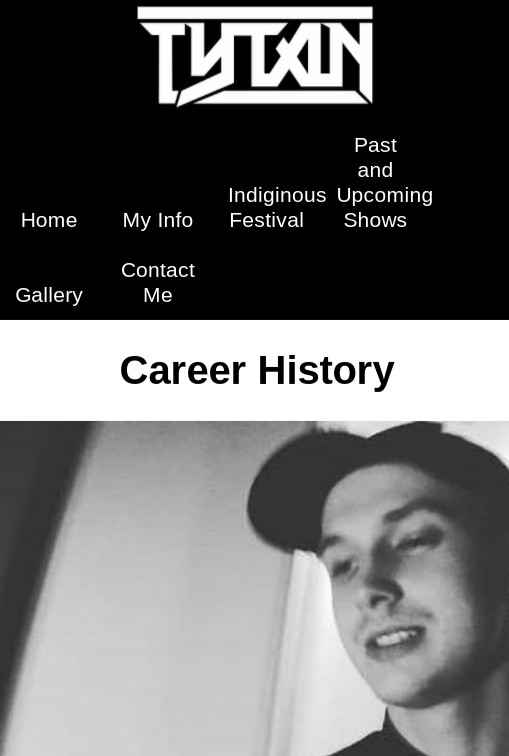 TYTAN
Home
My Info
Indiginous
Festival
Past
and
Upcoming
Shows
Gallery
Contact
Me
Career History